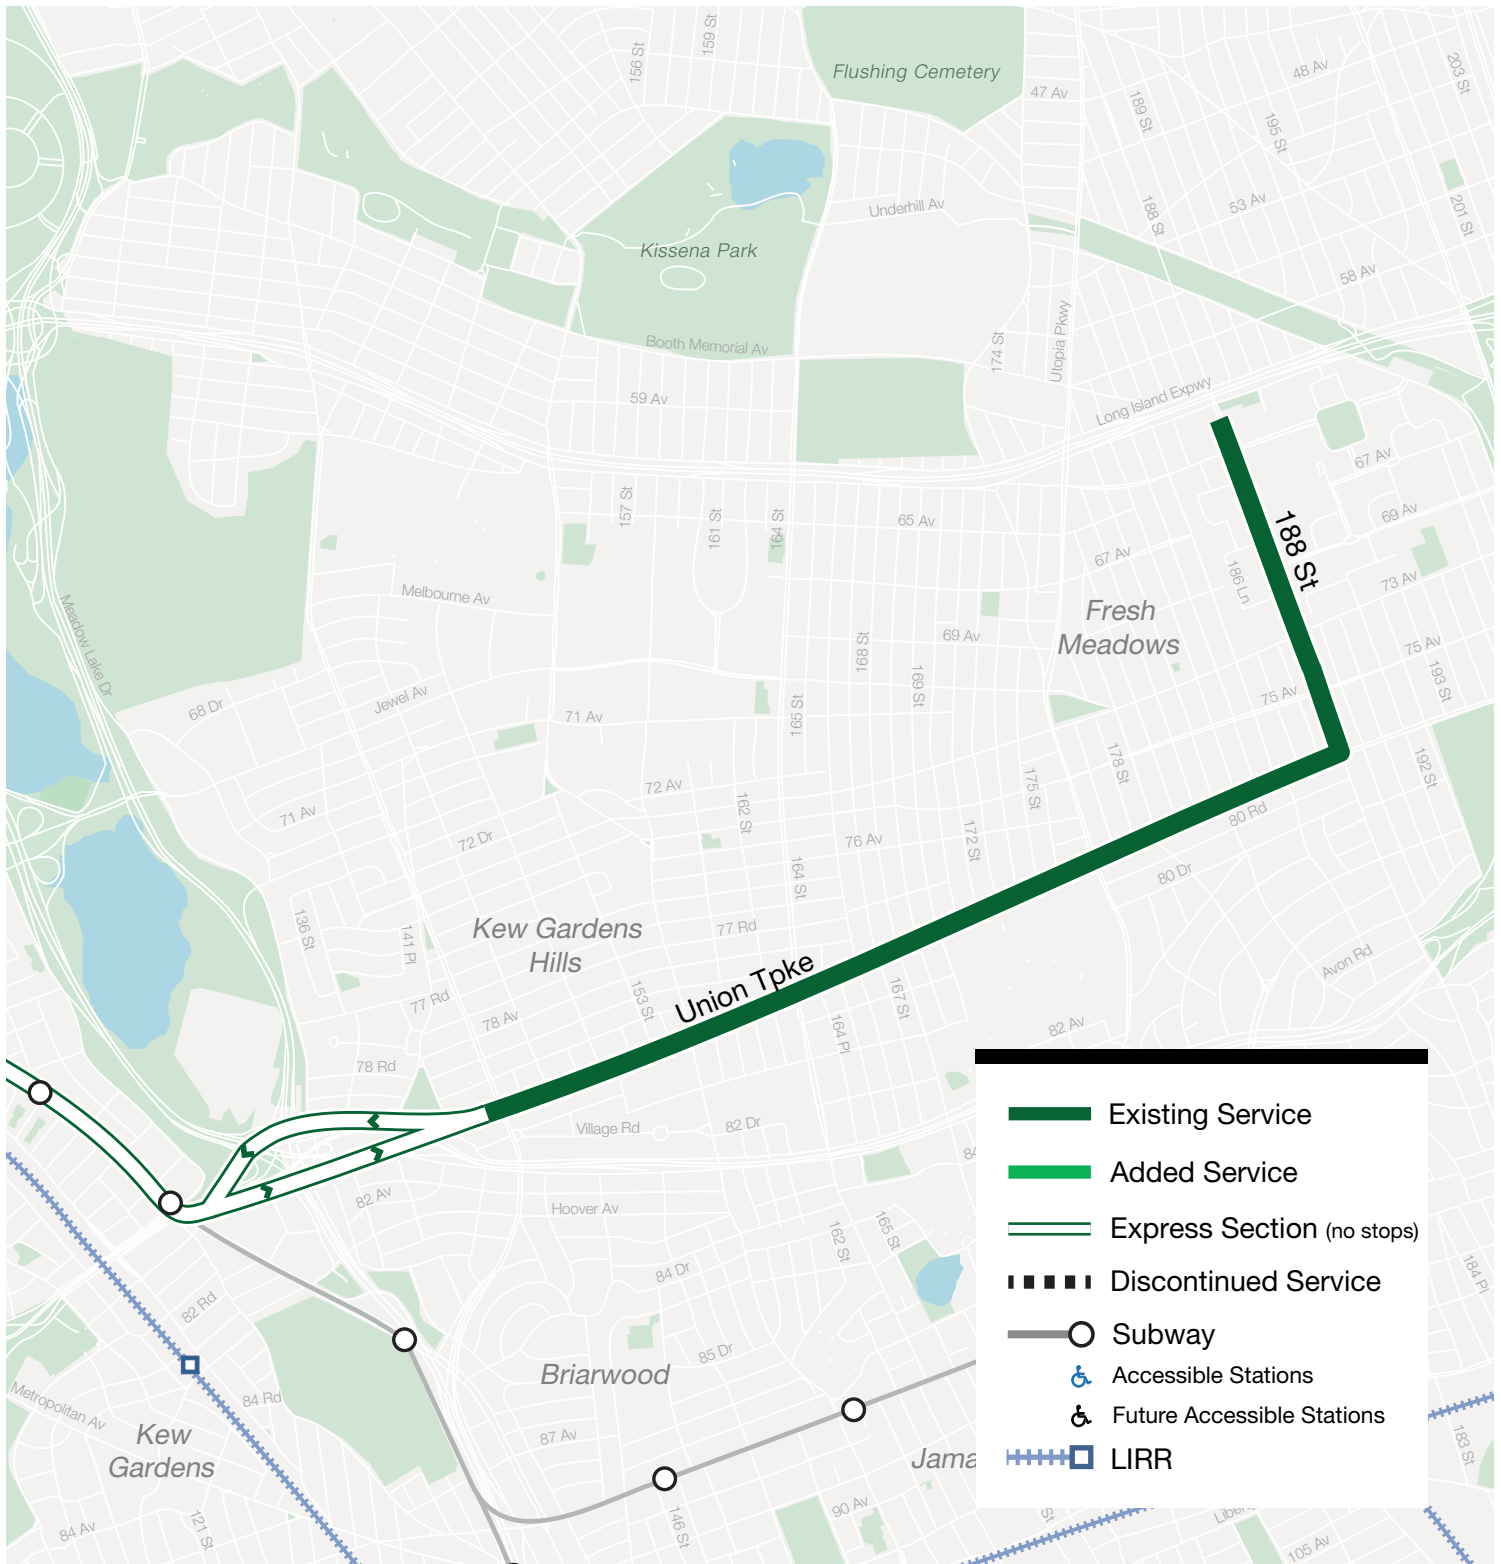 159 St
156 St
Flushing Cemetery
48 Av
203 St
47 Av
189 St
195 St
Underhill Av
188 St
53 Av
201 St
Kissena Park
58 Av
Booth Memorial Av
174 St
Utopia Pkwy
Long Island Expwy
59 Av
67 Av
157 St
161 St
164 St
65 Av
69 Av
188 St
67 Av
186 Ln
73 Av
Melbourne Av
Meadow Lake Dr
Fresh
Meadows
69 Av
168 St
75 Av
169 St
193 St
68 Dr
Jewel Av
71 Av
165 St
75 Av
178 St
192 St
175 St
72 Av
162 St
71 Av
72 Dr
76 Av
172 St
80 Rd
164 St
80 Dr
136 St
141 Pl
Kew Gardens
Hills
77 Rd
Union Tpke
Avon Rd
77 Rd
153 St
167 St
78 Av
164 Pl
82 Av
78 Rd
Village Rd
82 Dr
84
82 Av
Hoover Av
162 St
165 St
84 Dr
82 Rd
184 Pl
85 Dr
Briarwood
Metropolitan Av
84 Rd
Kew
Gardens
87 Av
Jama
183 St
84 Av
121 St
146 St
90 Av
St
Liber
105 Av
Existing Service
Added Service
Express Section (no stops)
Discontinued Service
Subway
Accessible Stations
Future Accessible Stations
LIRR